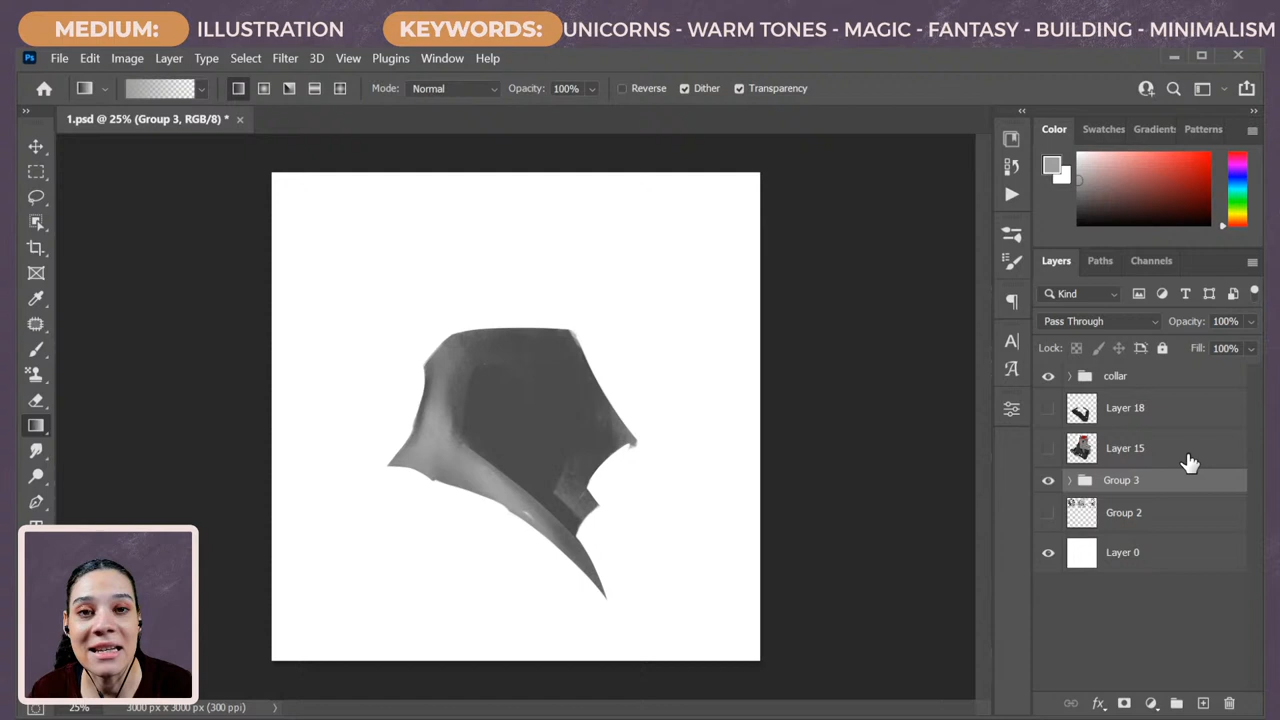 MEDIUM: ILLUSTRATION KEYWORDS: UNICORNS - WARM TONES - MAGIC - FANTASY - BUILDING - MINIMALISM
Ps File Edit Image Layer Type Select Filter 3D View Plugins Window Help
Mode: Normal Opacity: 100% Reverse Dither Transparency
1.psd @ 25% (Group 3, RGB/8) *
Color Swatches Gradient Patterns
Layers Paths Channels
Kind
Pass Through Opacity: 100%
Lock: Fill: 100%
collar
Layer 18
Layer 15
Group 3
Group 2
Layer 0
25% 3000 px x 3000 px (300 ppi)